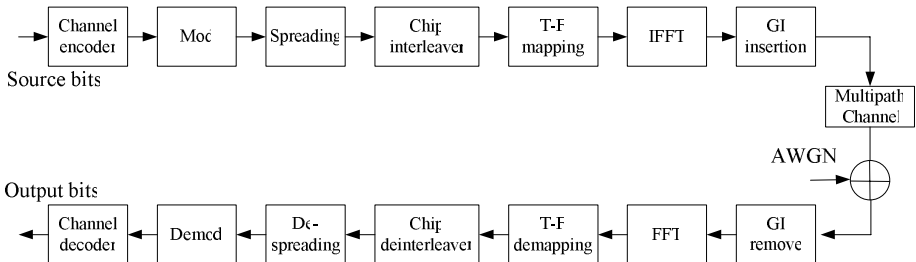 Channel
encoder
Mod
Spreading
Chip
interleaver
T-F
mapping
IFFT
GI
insertion
Source bits
Multipath
Channel
AWGN
Output bits
Channel
decoder
Demod
De-
spreading
Chip
deinterleaver
T-F
demapping
FFT
GI
remove